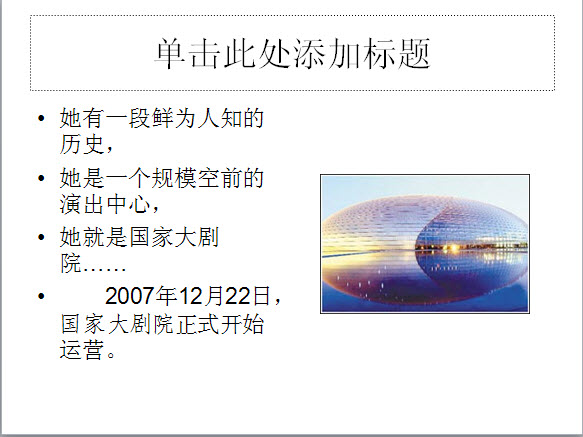 单击此处添加标题
• 她有一段鲜为人知的
历史，
• 她是一个规模空前的
演出中心，
• 她就是国家大剧
院……
• 2007年12月22日，
国家大剧院正式开始
运营。